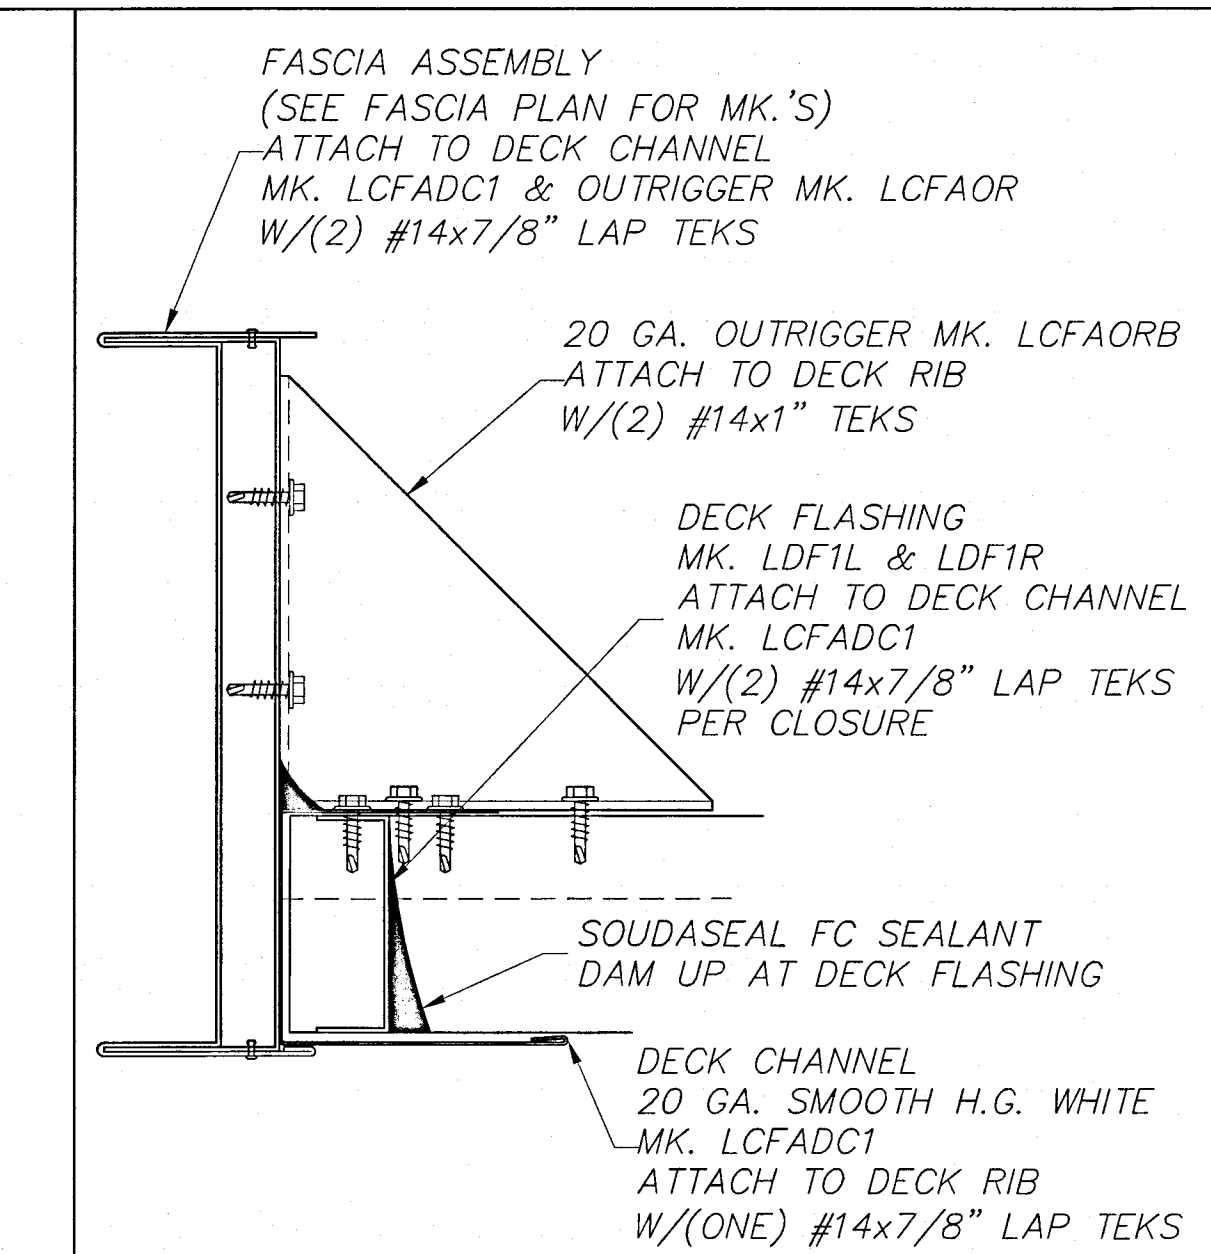 FASCIA ASSEMBLY
(SEE FASCIA PLAN FOR MK.'S)
ATTACH TO DECK CHANNEL
MK. LCFADC1 & OUTRIGGER MK. LCFAOR
W/(2) #14x7/8" LAP TEKS
20 GA. OUTRIGGER MK. LCFAORB
ATTACH TO DECK RIB
W/(2) #14x1" TEKS
DECK FLASHING
MK. LDF1L & LDF1R
ATTACH TO DECK CHANNEL
MK. LCFADC1
W/(2) #14x7/8" LAP TEKS
PER CLOSURE
SOUDASEAL FC SEALANT
DAM UP AT DECK FLASHING
DECK CHANNEL
20 GA. SMOOTH H.G. WHITE
MK. LCFADC1
ATTACH TO DECK RIB
W/(ONE) #14x7/8" LAP TEKS